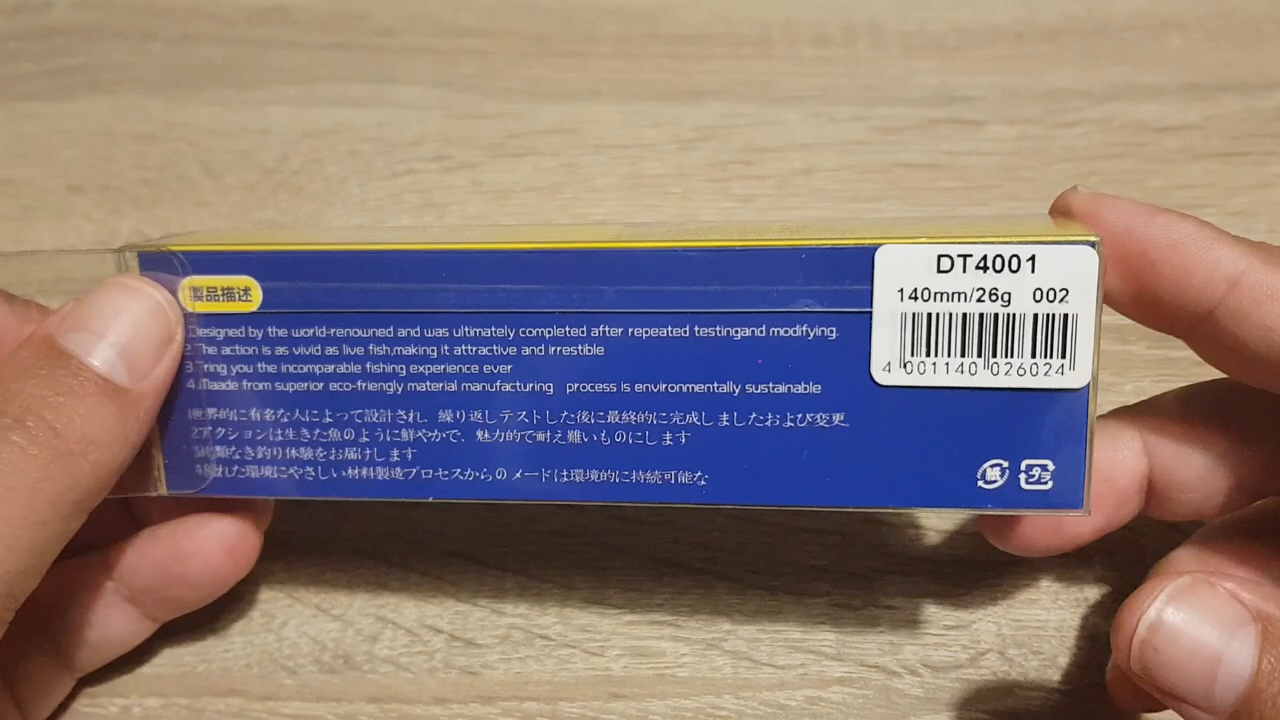 製品描述
Designed by the world-renowned and was ultimately completed after repeated testingand modifying.
2.The action is as vivid as live fish,making it attractive and irrestible
3.Tring you the incomparable fishing experience ever
4.Maade from superior eco-friengly material manufacturing process is environmentally sustainable
世界的に有名な人によって設計され、繰り返しテストした後に最終的に完成しましたおよび変更
2アクションは生きた魚のように鮮やかで、魅力的で耐え難いものにします
類なき釣り体験をお届けします
れた環境にやさしい材料製造プロセスからのメードは環境的に持続可能な
DT4001
140mm/26g 002
4 001140 026024
紙 プラ